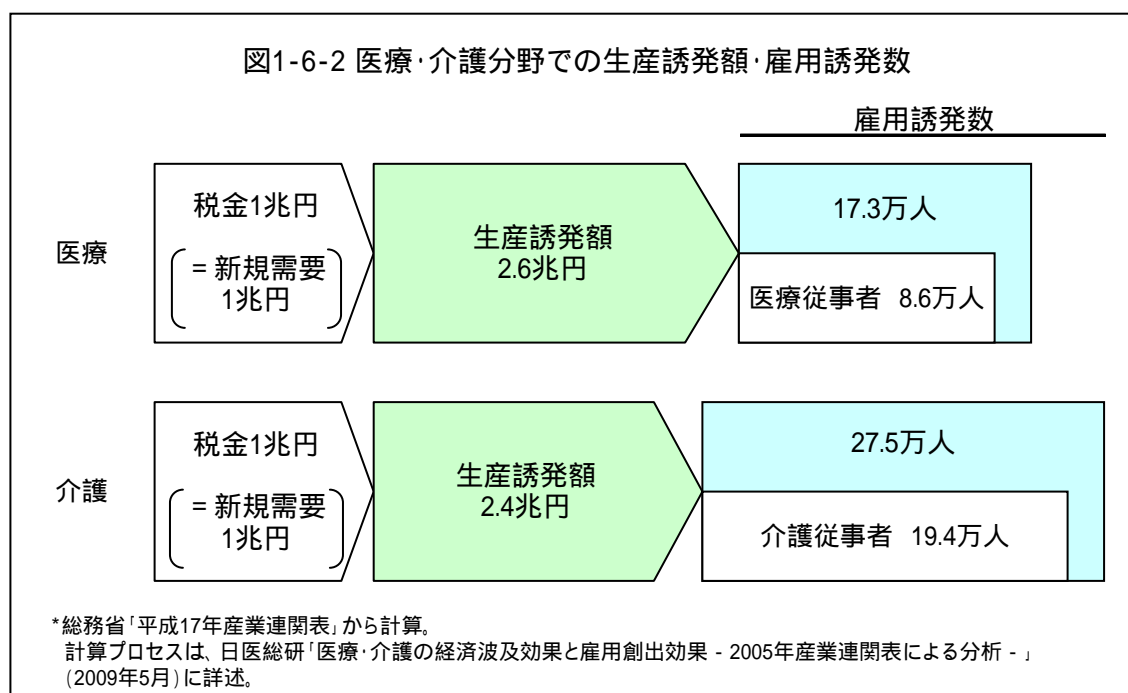 図1-6-2 医療・介護分野での生産誘発額・雇用誘発数
雇用誘発数
医療
税金1兆円
= 新規需要
1兆円
生産誘発額
2.6兆円
17.3万人
医療従事者 8.6万人
介護
税金1兆円
= 新規需要
1兆円
生産誘発額
2.4兆円
27.5万人
介護従事者 19.4万人
*総務省「平成17年産業連関表」から計算。
計算プロセスは、日医総研「医療・介護の経済波及効果と雇用創出効果 - 2005年産業連関表による分析 - 」
(2009年5月)に詳述。